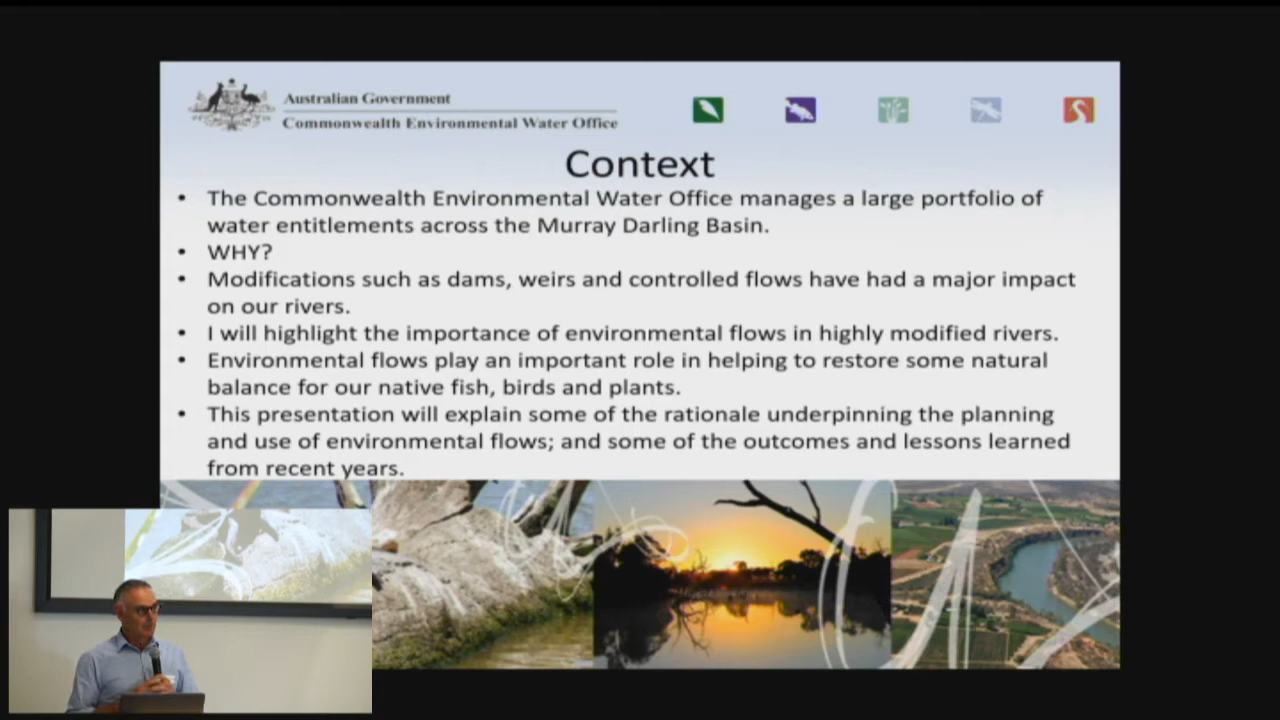 Australian Government
Commonwealth Environmental Water Office
Context
• The Commonwealth Environmental Water Office manages a large portfolio of
water entitlements across the Murray Darling Basin.
• WHY?
• Modifications such as dams, weirs and controlled flows have had a major impact
on our rivers.
• I will highlight the importance of environmental flows in highly modified rivers.
• Environmental flows play an important role in helping to restore some natural
balance for our native fish, birds and plants.
• This presentation will explain some of the rationale underpinning the planning
and use of environmental flows; and some of the outcomes and lessons learned
from recent years.